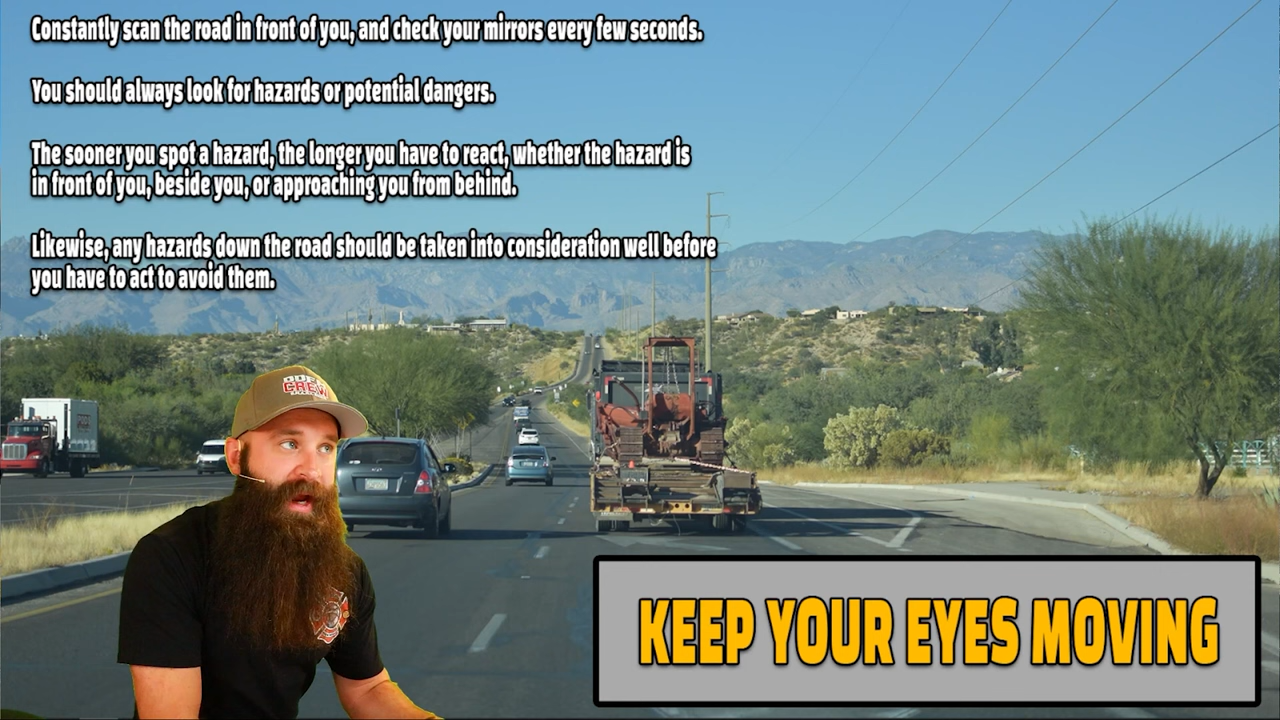 Constantly scan the road in front of you, and check your mirrors every few seconds.
You should always look for hazards or potential dangers.
The sooner you spot a hazard, the longer you have to react, whether the hazard is
in front of you, beside you, or approaching you from behind.
Likewise, any hazards down the road should be taken into consideration well before
you have to act to avoid them.
CREW
KEEP YOUR EYES MOVING